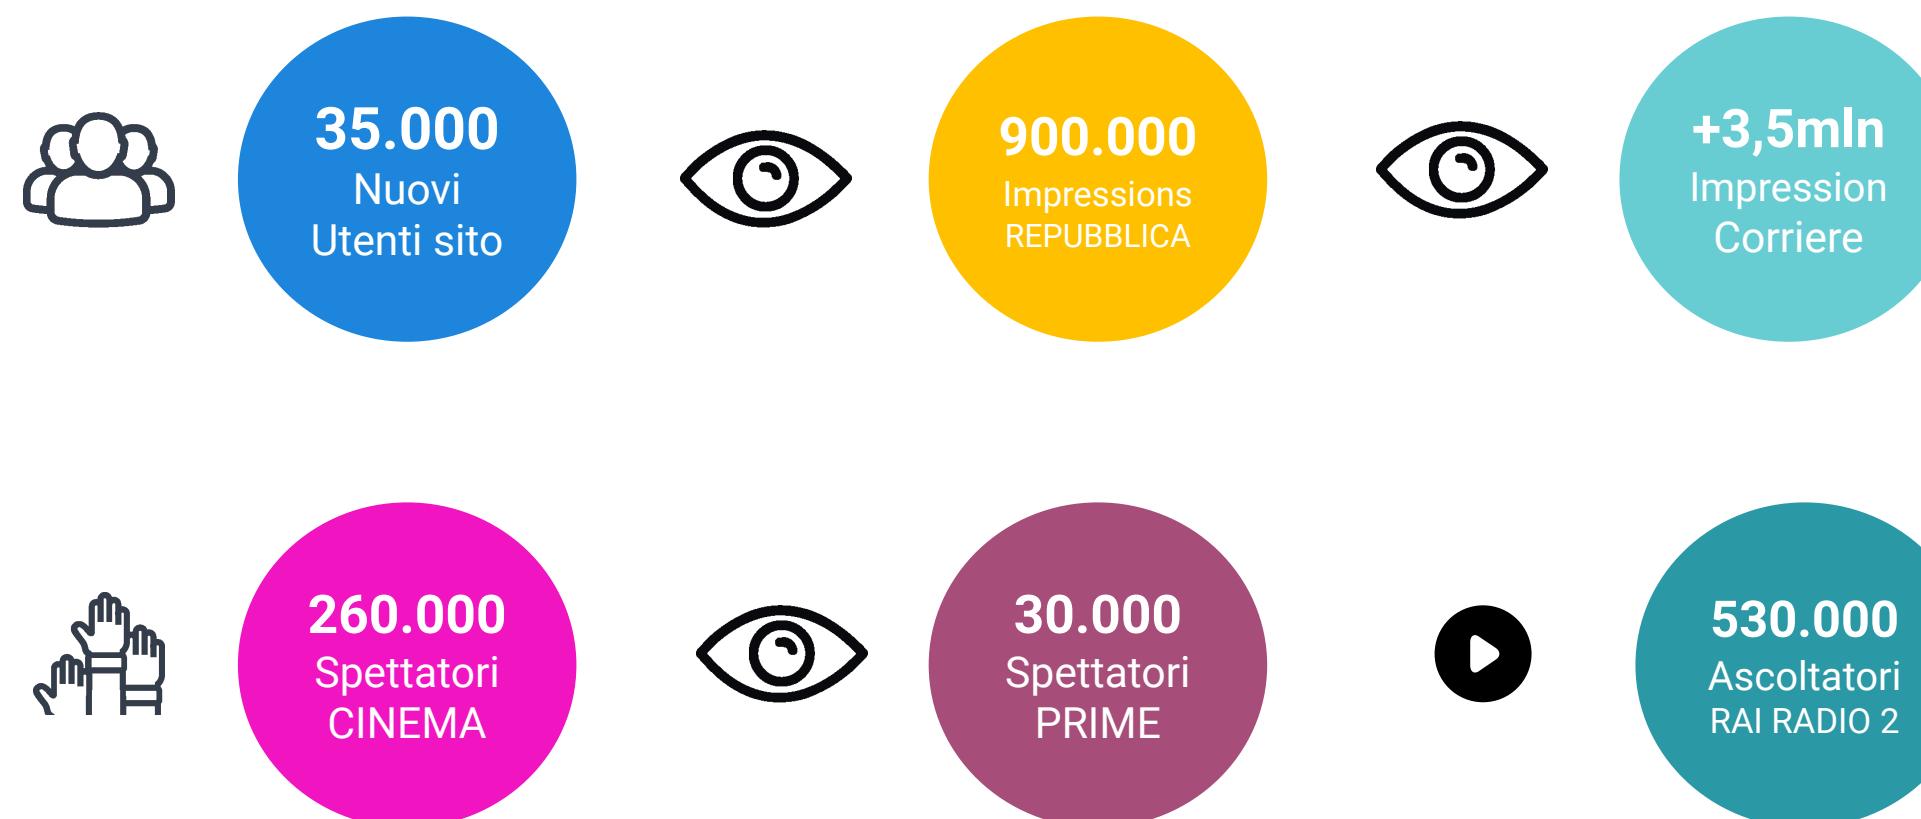 35.000
Nuovi
Utenti sito
900.000
Impressions
REPUBBLICA
+3,5mln
Impression
Corriere
260.000
Spettatori
CINEMA
30.000
Spettatori
PRIME
530.000
Ascoltatori
RAI RADIO 2